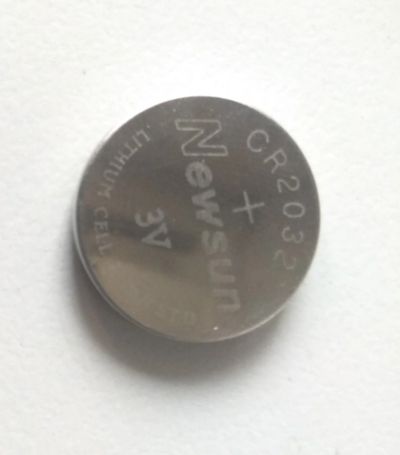 CR2032
+
Newsun
3V
LITHIUM CELL